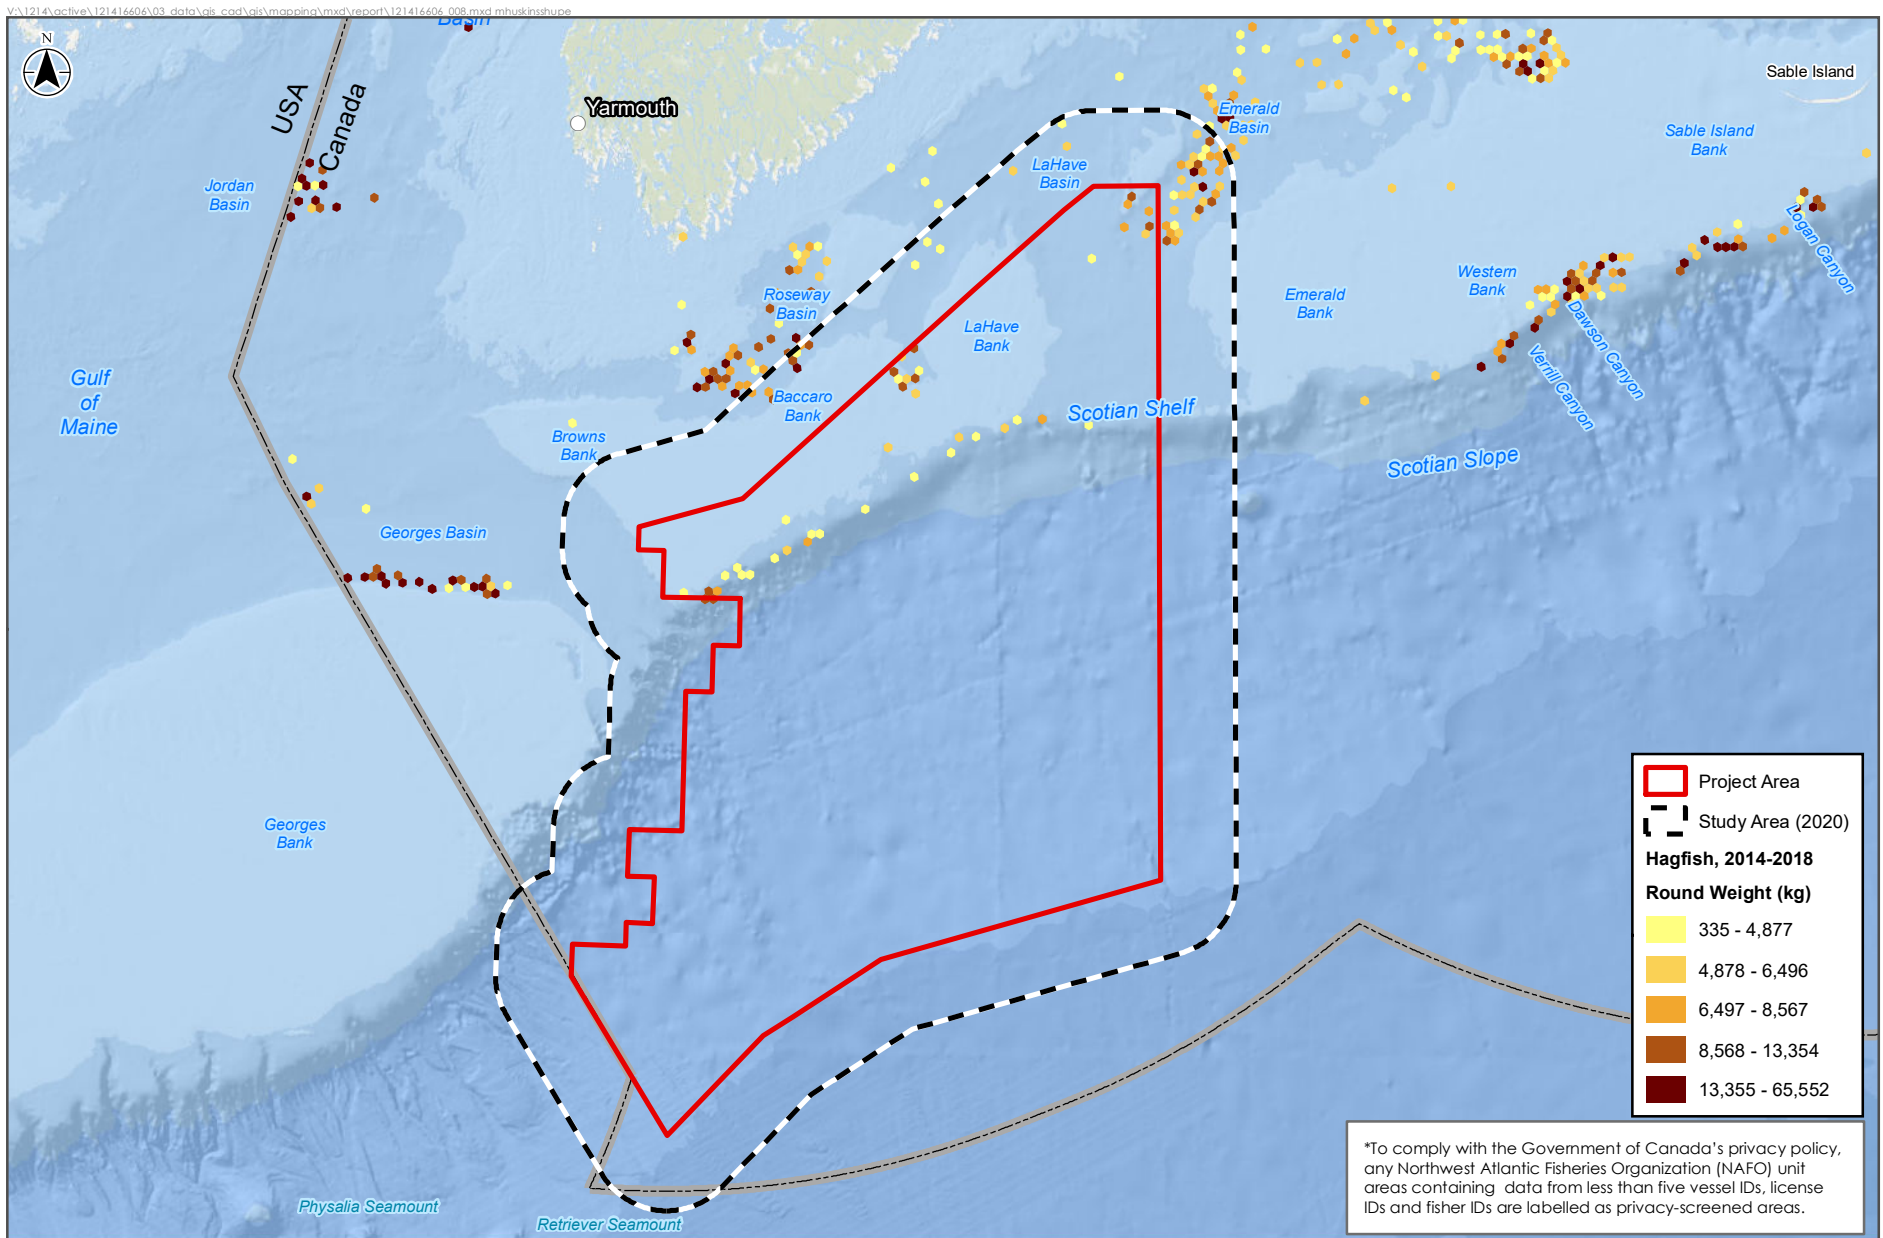 V:\1214\active\121416606\03_data\gis_cad\gis\mapping\mxd\report\121416606_008.mxd mhuskinsshupe
N
Basin
USA
Canada
Yarmouth
Sable Island
Emerald
Basin
Sable Island
Bank
LaHave
Basin
Jordan
Basin
Logan Canyon
Western
Bank
Roseway
Basin
Emerald
Bank
LaHave
Bank
Dawson Canyon
Verrill Canyon
Gulf
of
Maine
Baccaro
Bank
Scotian Shelf
Browns
Bank
Scotian Slope
Georges Basin
Georges
Bank
Physalia Seamount
Retriever Seamount
Project Area
Study Area (2020)
Hagfish, 2014-2018
Round Weight (kg)
335 - 4,877
4,878 - 6,496
6,497 - 8,567
8,568 - 13,354
13,355 - 65,552
*To comply with the Government of Canada's privacy policy,
any Northwest Atlantic Fisheries Organization (NAFO) unit
areas containing data from less than five vessel IDs, license
IDs and fisher IDs are labelled as privacy-screened areas.